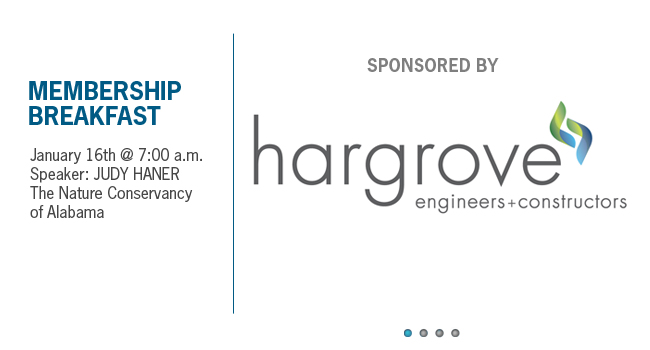 MEMBERSHIP
BREAKFAST
January 16th @ 7:00 a.m.
Speaker: JUDY HANER
The Nature Conservancy
of Alabama
SPONSORED BY
hargrove
engineers+constructors